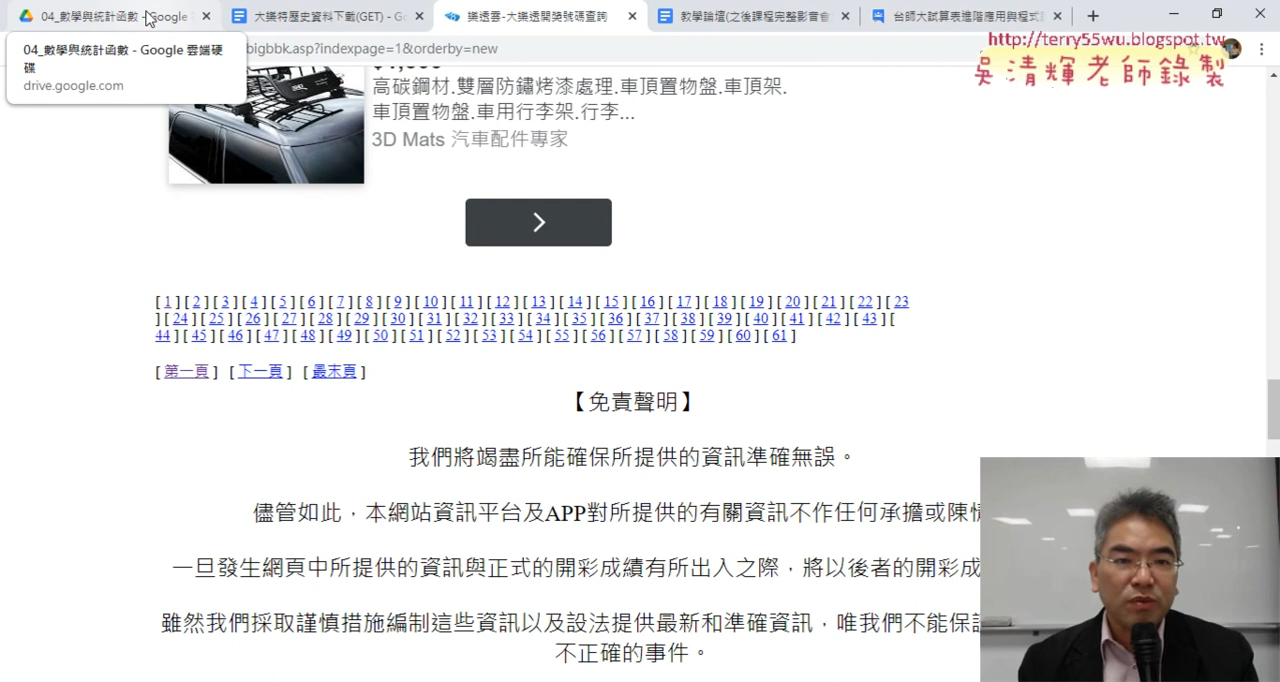 04_數學與統計函數 - Google
大樂特歷史資料下載(GET) - Go
樂透雲-大樂透開獎號碼查詢
教學論壇(之後課程完整影音會
台師大試算表進階應用與程式
04_數學與統計函數 - Google 雲端硬
碟
drive.google.com
bigbbk.asp?indexpage=1&orderby=new
http://terry55wu.blogspot.tw
吳清輝老師錄製
高碳鋼材.雙層防鏽烤漆處理.車頂置物盤.車頂架.
車頂置物盤.車用行李架.行李...
3D Mats 汽車配件專家
[ 1 ] [ 2 ] [ 3 ] [ 4 ] [ 5 ] [ 6 ] [ 7 ] [ 8 ] [ 9 ] [ 10 ] [ 11 ] [ 12 ] [ 13 ] [ 14 ] [ 15 ] [ 16 ] [ 17 ] [ 18 ] [ 19 ] [ 20 ] [ 21 ] [ 22 ] [ 23
] [ 24 ] [ 25 ] [ 26 ] [ 27 ] [ 28 ] [ 29 ] [ 30 ] [ 31 ] [ 32 ] [ 33 ] [ 34 ] [ 35 ] [ 36 ] [ 37 ] [ 38 ] [ 39 ] [ 40 ] [ 41 ] [ 42 ] [ 43 ] [
44 ] [ 45 ] [ 46 ] [ 47 ] [ 48 ] [ 49 ] [ 50 ] [ 51 ] [ 52 ] [ 53 ] [ 54 ] [ 55 ] [ 56 ] [ 57 ] [ 58 ] [ 59 ] [ 60 ] [ 61 ]
[ 第一頁 ] [ 下一頁 ] [ 最末頁 ]
【免責聲明】
我們將竭盡所能確保所提供的資訊準確無誤。
儘管如此，本網站資訊平台及APP對所提供的有關資訊不作任何承擔或陳
一旦發生網頁中所提供的資訊與正式的開彩成績有所出入之際，將以後者的開彩成
雖然我們採取謹慎措施編制這些資訊以及設法提供最新和準確資訊，唯我們不能保
不正確的事件。